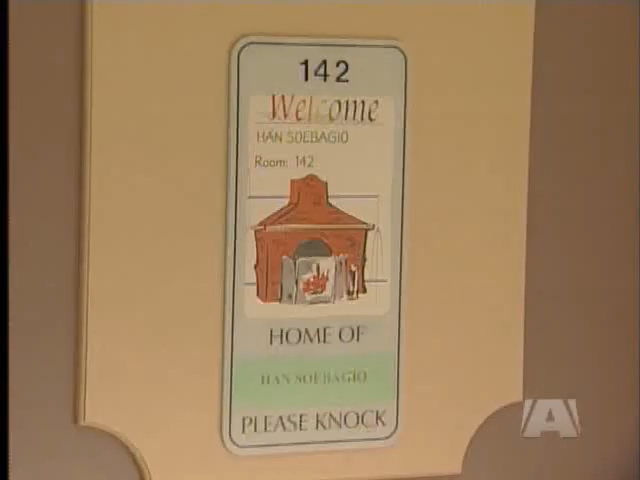 142
Welcome
HAN SOEBAGIO
Room: 142
HOME OF
HAN SOEBAGIO
PLEASE KNOCK
A